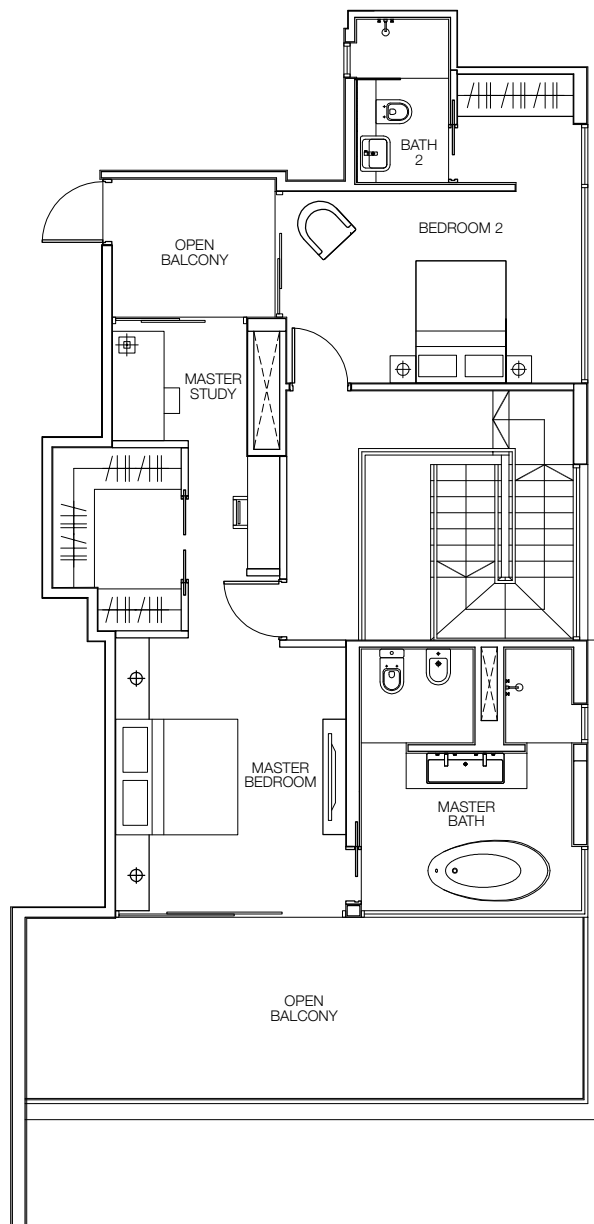 BATH
2
BEDROOM 2
OPEN
BALCONY
MASTER
STUDY
MASTER
BEDROOM
MASTER
BATH
OPEN
BALCONY